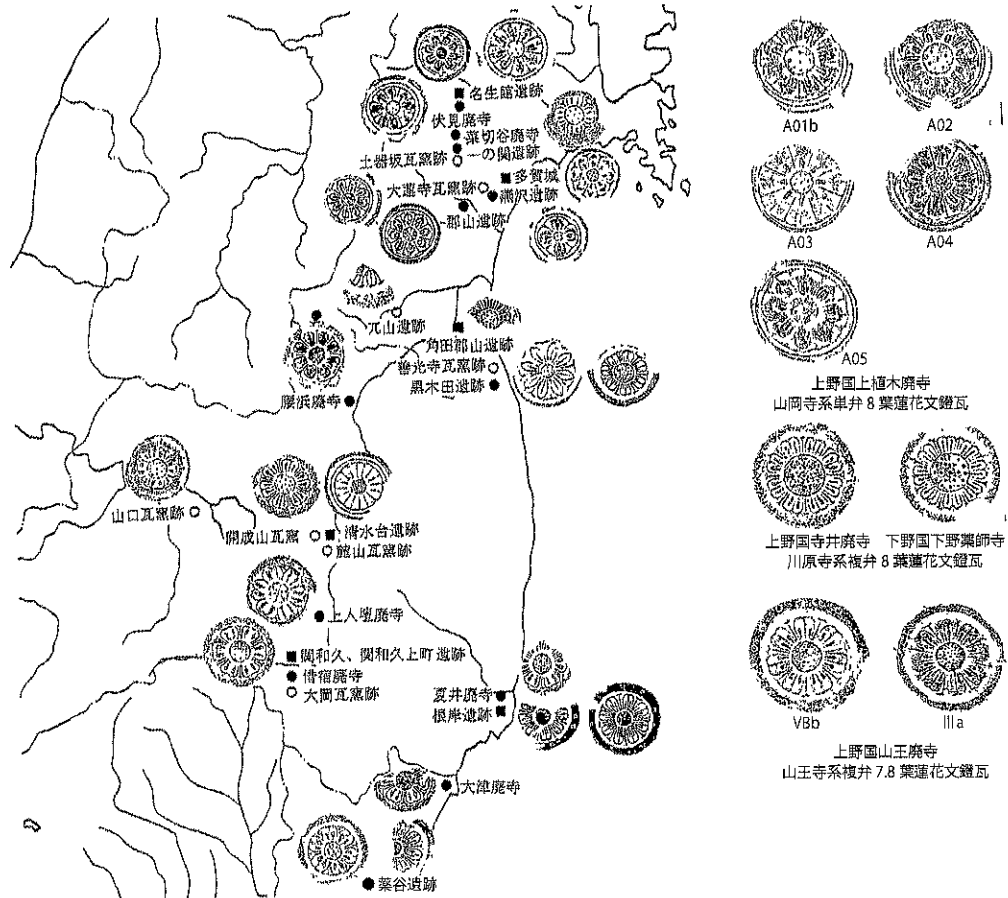 名生館遺跡
伏見廃寺
菜切谷廃寺
一の関遺跡
土器坂瓦窯跡
多賀城
大蓮寺瓦窯跡
燕沢遺跡
郡山遺跡
兀山遺跡
角田郡山遺跡
善光寺瓦窯跡
黒木田遺跡
腰浜廃寺
山口瓦窯跡
開成山瓦窯
清水台遺跡
麓山瓦窯跡
上人壇廃寺
関和久、関和久上町遺跡
借宿廃寺
大岡瓦窯跡
夏井廃寺
根岸遺跡
大津廃寺
薬谷遺跡
A01b
A02
A03
A04
A05
上野国上植木廃寺
山岡寺系単弁8葉蓮花文鐙瓦
上野国寺井廃寺 下野国下野薬師寺
川原寺系複弁8葉蓮花文鐙瓦
VBb
IIIa
上野国山王廃寺
山王寺系複弁7.8葉蓮花文鐙瓦